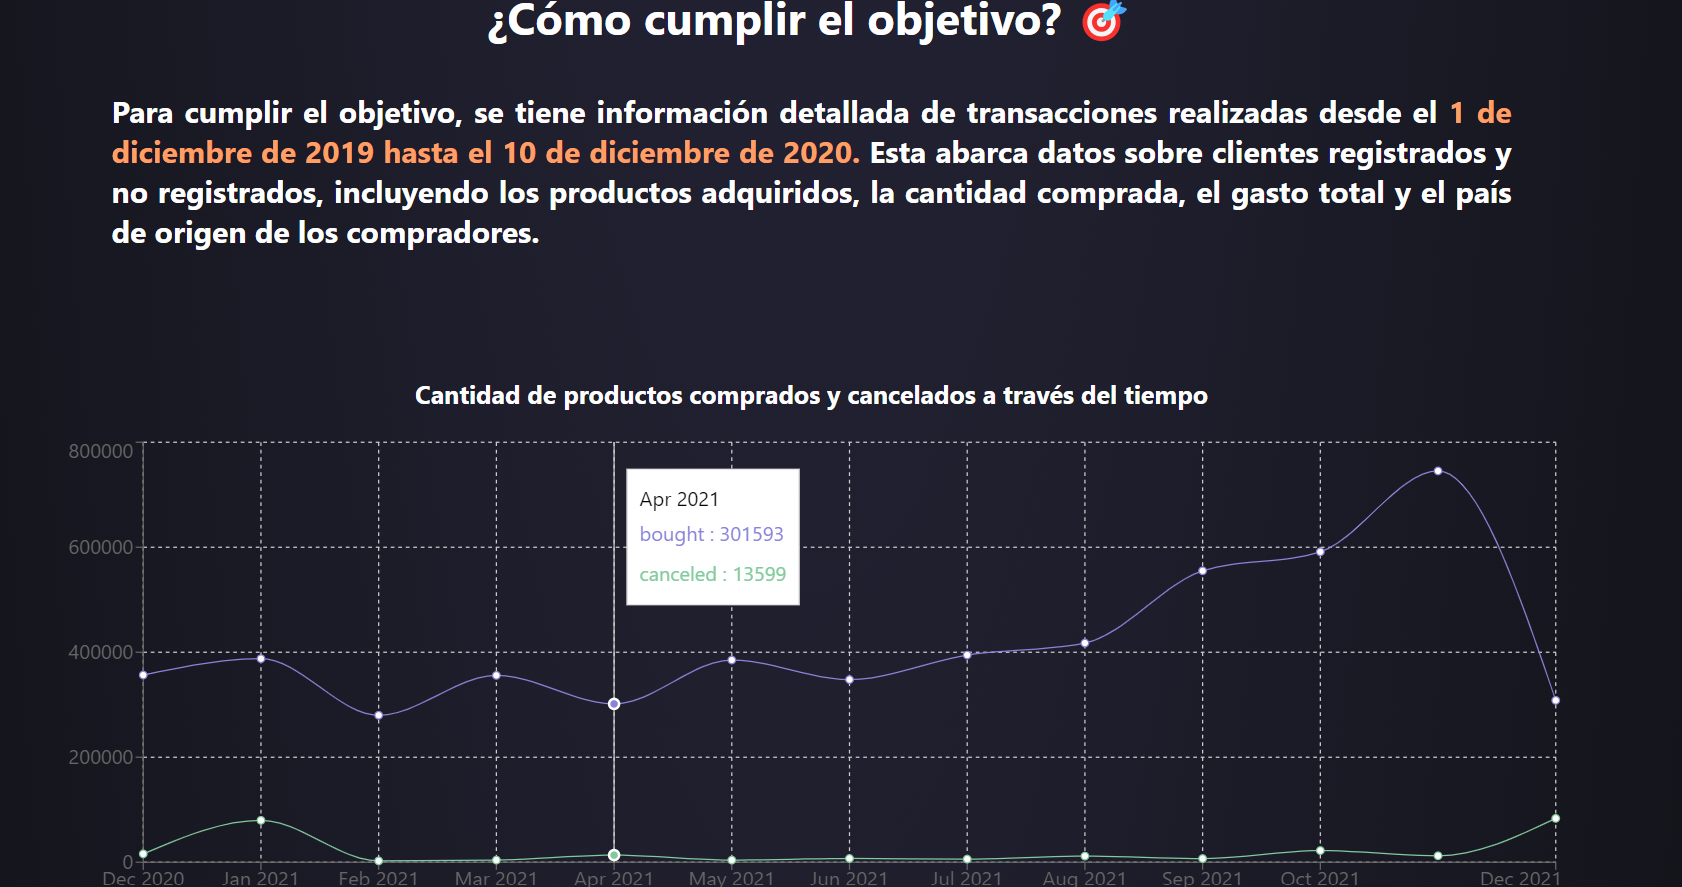 ¿Cómo cumplir el objetivo? 🎯
Para cumplir el objetivo, se tiene información detallada de transacciones realizadas desde el 1 de
diciembre de 2019 hasta el 10 de diciembre de 2020. Esta abarca datos sobre clientes registrados y
no registrados, incluyendo los productos adquiridos, la cantidad comprada, el gasto total y el país
de origen de los compradores.
Cantidad de productos comprados y cancelados a través del tiempo
800000
600000
400000
200000
0
Apr 2021
bought : 301593
canceled : 13599
Dec 2020 Jan 2021 Feb 2021 Mar 2021 Apr 2021 May 2021 Jun 2021 Jul 2021 Aug 2021 Sep 2021 Oct 2021 Dec 2021